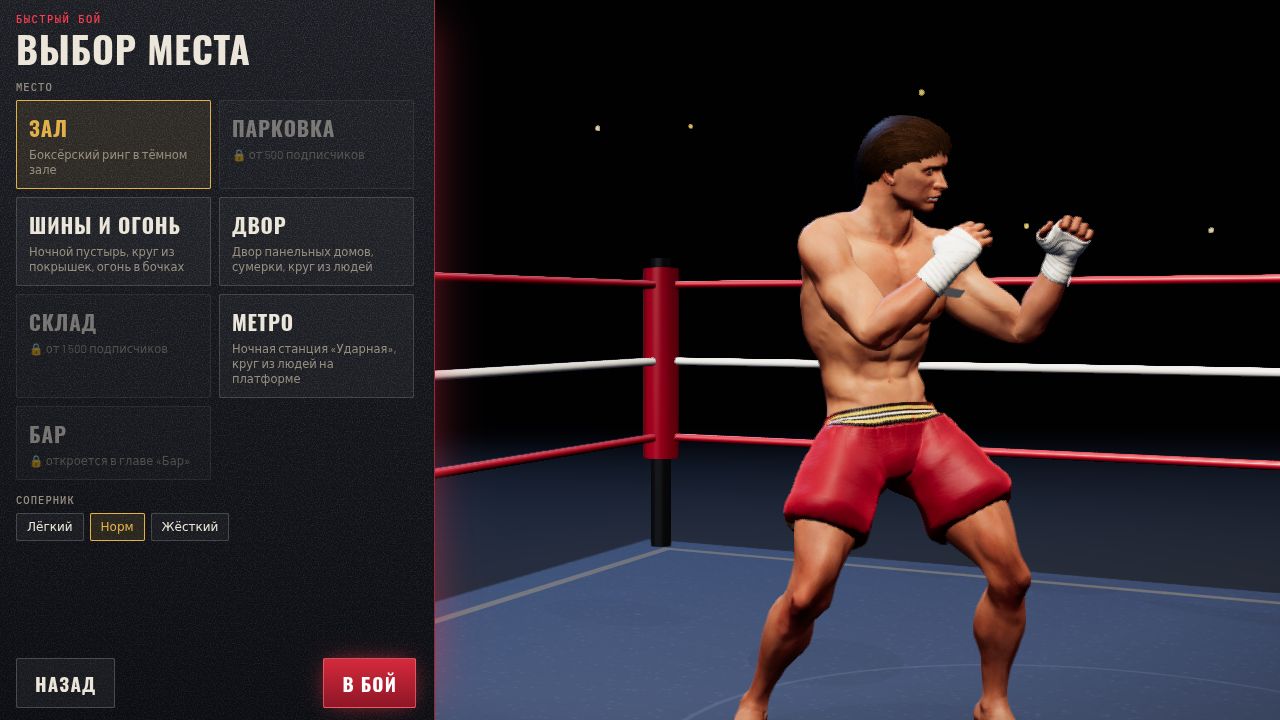 БЫСТРЫЙ БОЙ
ВЫБОР МЕСТА
МЕСТО
ЗАЛ
Боксёрский ринг в тёмном
зале
ПАРКОВКА
🔒 от 500 подписчиков
ШИНЫ И ОГОНЬ
Ночной пустырь, круг из
покрышек, огонь в бочках
ДВОР
Двор панельных домов,
сумерки, круг из людей
СКЛАД
🔒 от 1500 подписчиков
МЕТРО
Ночная станция «Ударная»,
круг из людей на
платформе
БАР
🔒 откроется в главе «Бар»
СОПЕРНИК
Лёгкий
Норм
Жёсткий
НАЗАД
В БОЙ